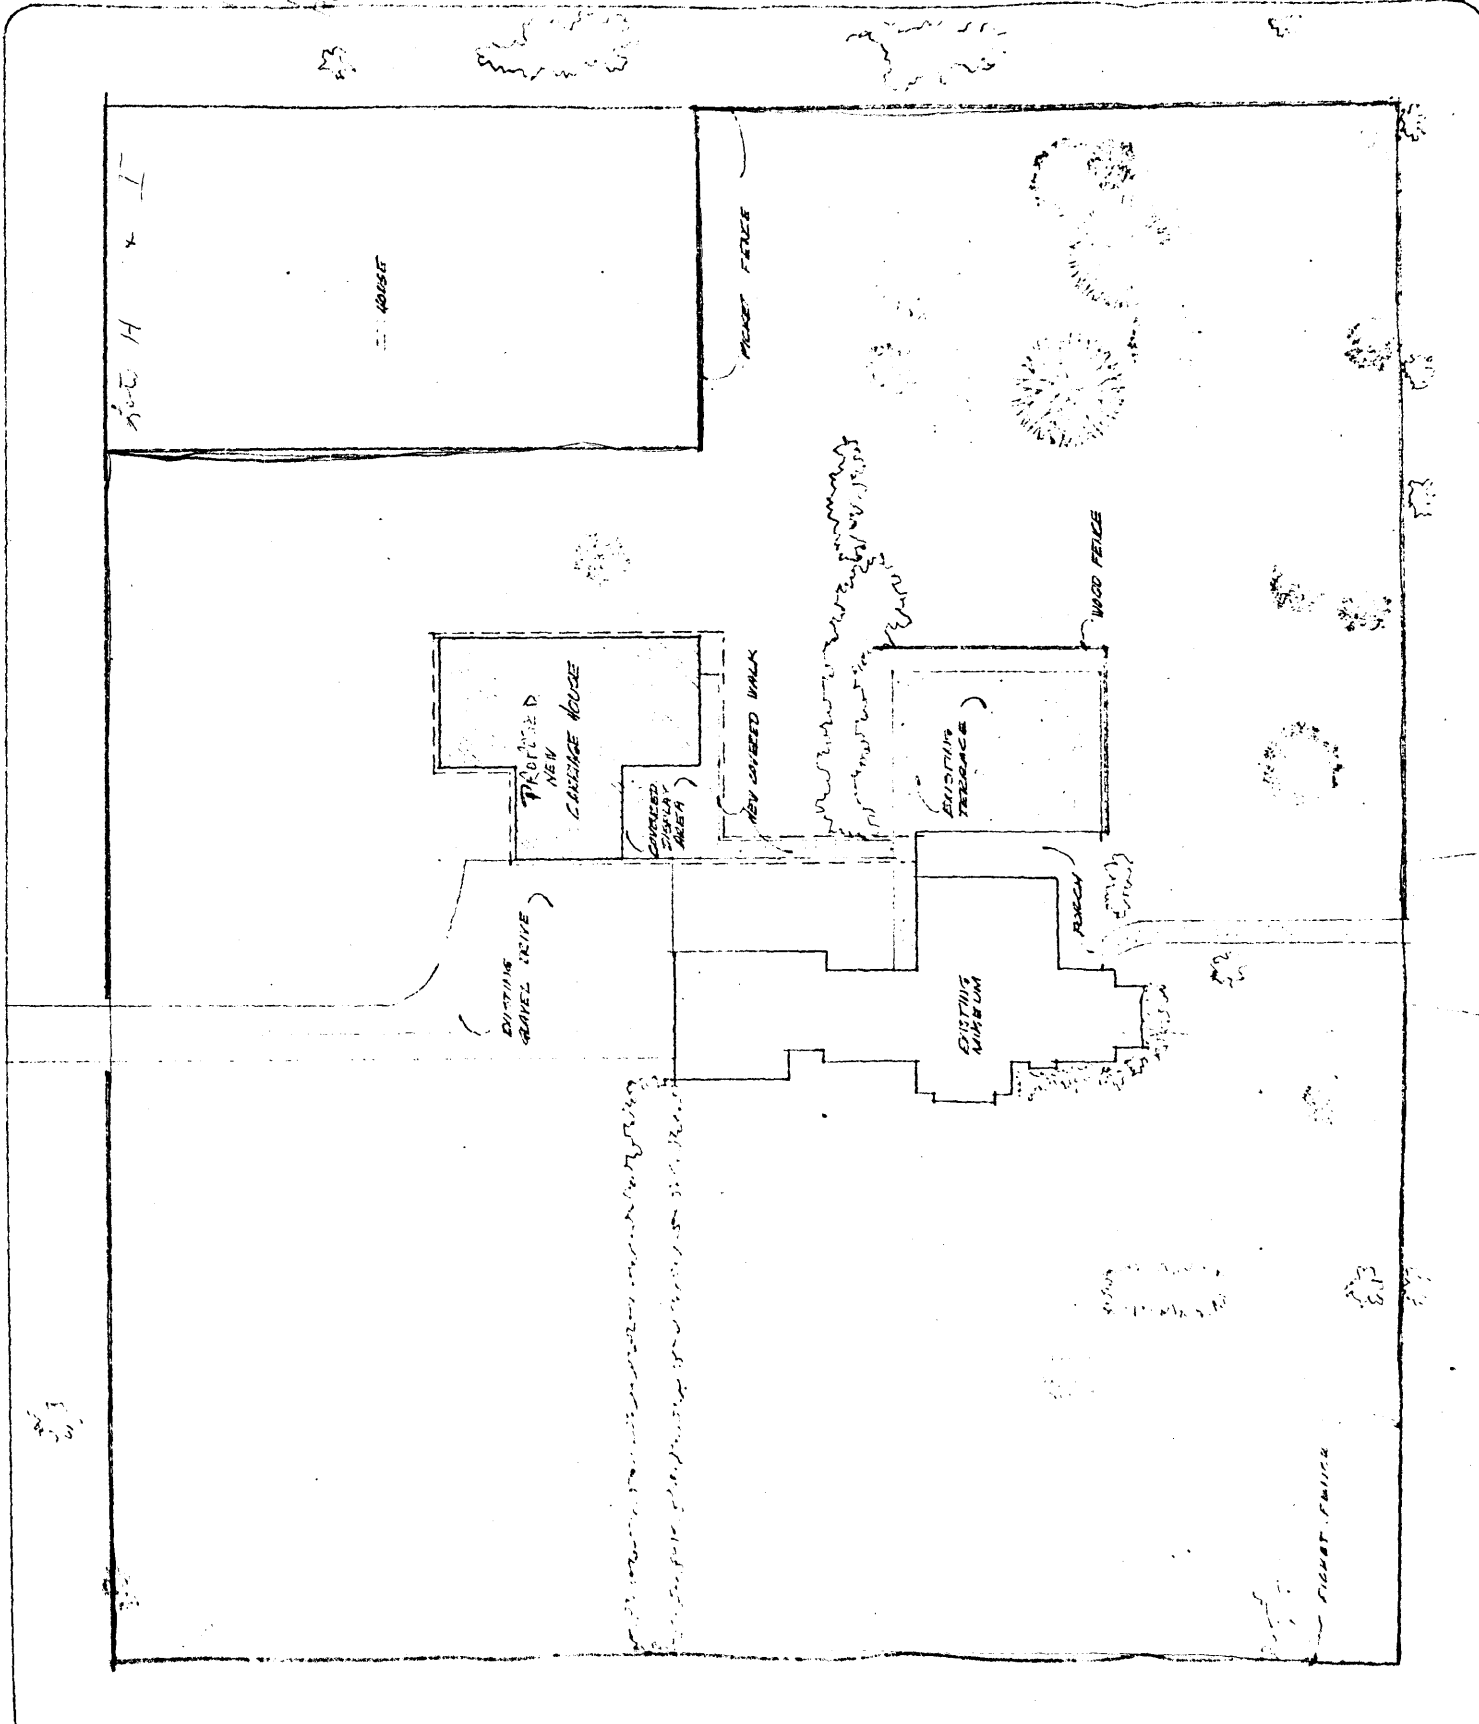 Lot H & I
HOUSE
PICKET FENCE
WOOD FENCE
PROPOSED
NEW
CARRIAGE HOUSE
COVERED
DISPLAY
AREA
NEW COVERED WALK
EXISTING
TERRACE
EXISTING
GRAVEL DRIVE
PORCH
EXISTING
MUSEUM
PICKET FENCE